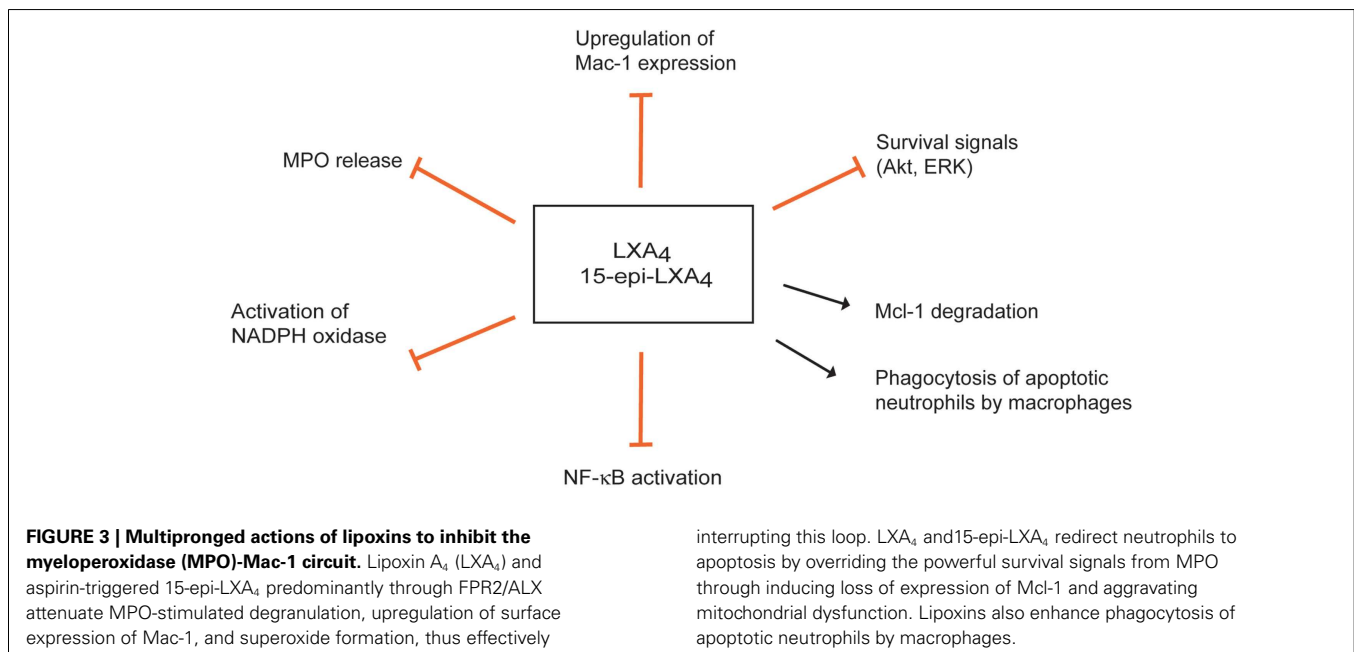 Upregulation of
Mac-1 expression
MPO release
Survival signals
(Akt, ERK)
LXA4
15-epi-LXA4
Activation of
NADPH oxidase
Mcl-1 degradation
Phagocytosis of apoptotic
neutrophils by macrophages
NF-κB activation
FIGURE 3 | Multipronged actions of lipoxins to inhibit the
myeloperoxidase (MPO)-Mac-1 circuit. Lipoxin A₄ (LXA₄) and
aspirin-triggered 15-epi-LXA₄ predominantly through FPR2/ALX
attenuate MPO-stimulated degranulation, upregulation of surface
expression of Mac-1, and superoxide formation, thus effectively
interrupting this loop. LXA₄ and15-epi-LXA₄ redirect neutrophils to
apoptosis by overriding the powerful survival signals from MPO
through inducing loss of expression of Mcl-1 and aggravating
mitochondrial dysfunction. Lipoxins also enhance phagocytosis of
apoptotic neutrophils by macrophages.